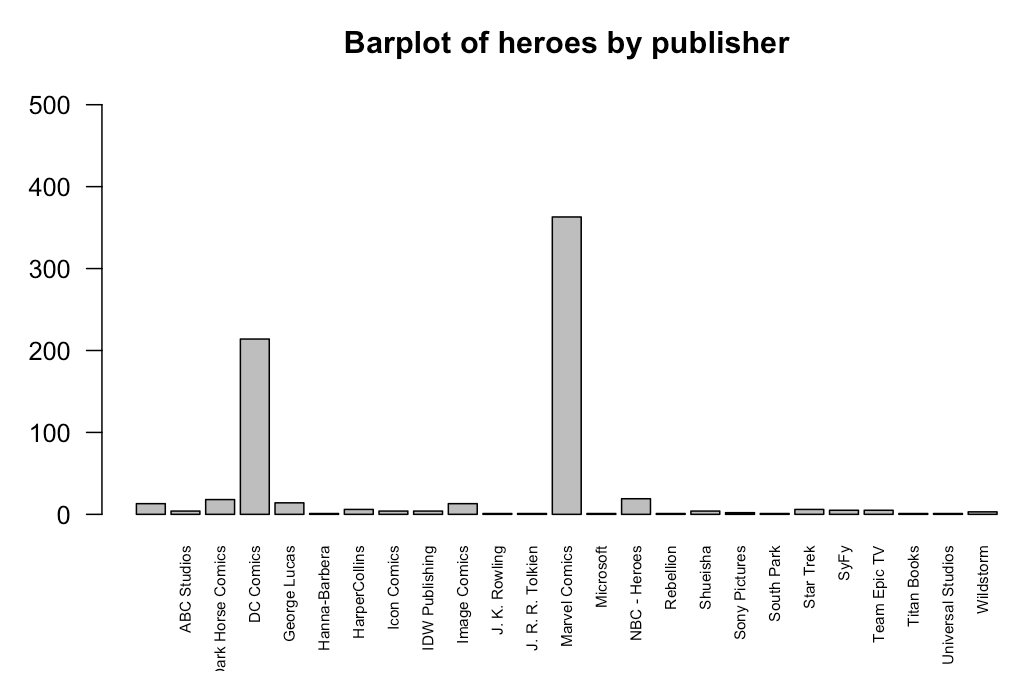 Barplot of heroes by publisher
500
400
300
200
100
0
ABC Studios
Dark Horse Comics
DC Comics
George Lucas
Hanna-Barbera
HarperCollins
Icon Comics
IDW Publishing
Image Comics
J. K. Rowling
J. R. R. Tolkien
Marvel Comics
Microsoft
NBC - Heroes
Rebellion
Shueisha
Sony Pictures
South Park
Star Trek
SyFy
Team Epic TV
Titan Books
Universal Studios
Wildstorm